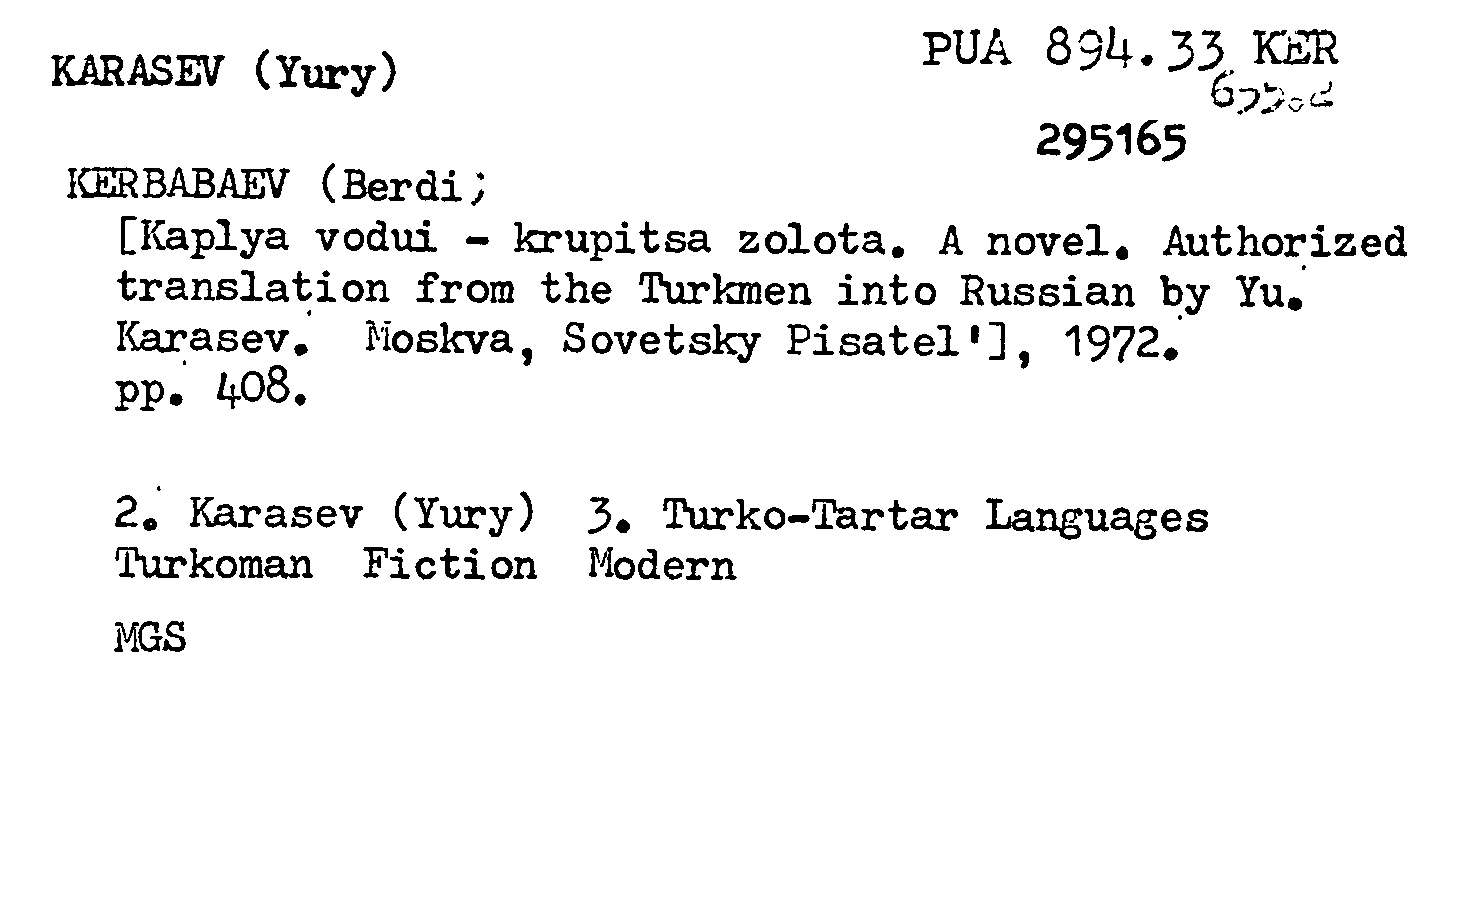 KARASEV (Yury)
PUA 894.33 KER
295165
KERBABAEV (Berdi)
[Kaplya vodui - krupitsa zolota. A novel. Authorized
translation from the Turkmen into Russian by Yu.
Karasev. Moskva, Sovetsky Pisatel'], 1972.
pp. 408.
2. Karasev (Yury) 3. Turko-Tartar Languages
Turkoman Fiction Modern
MGS